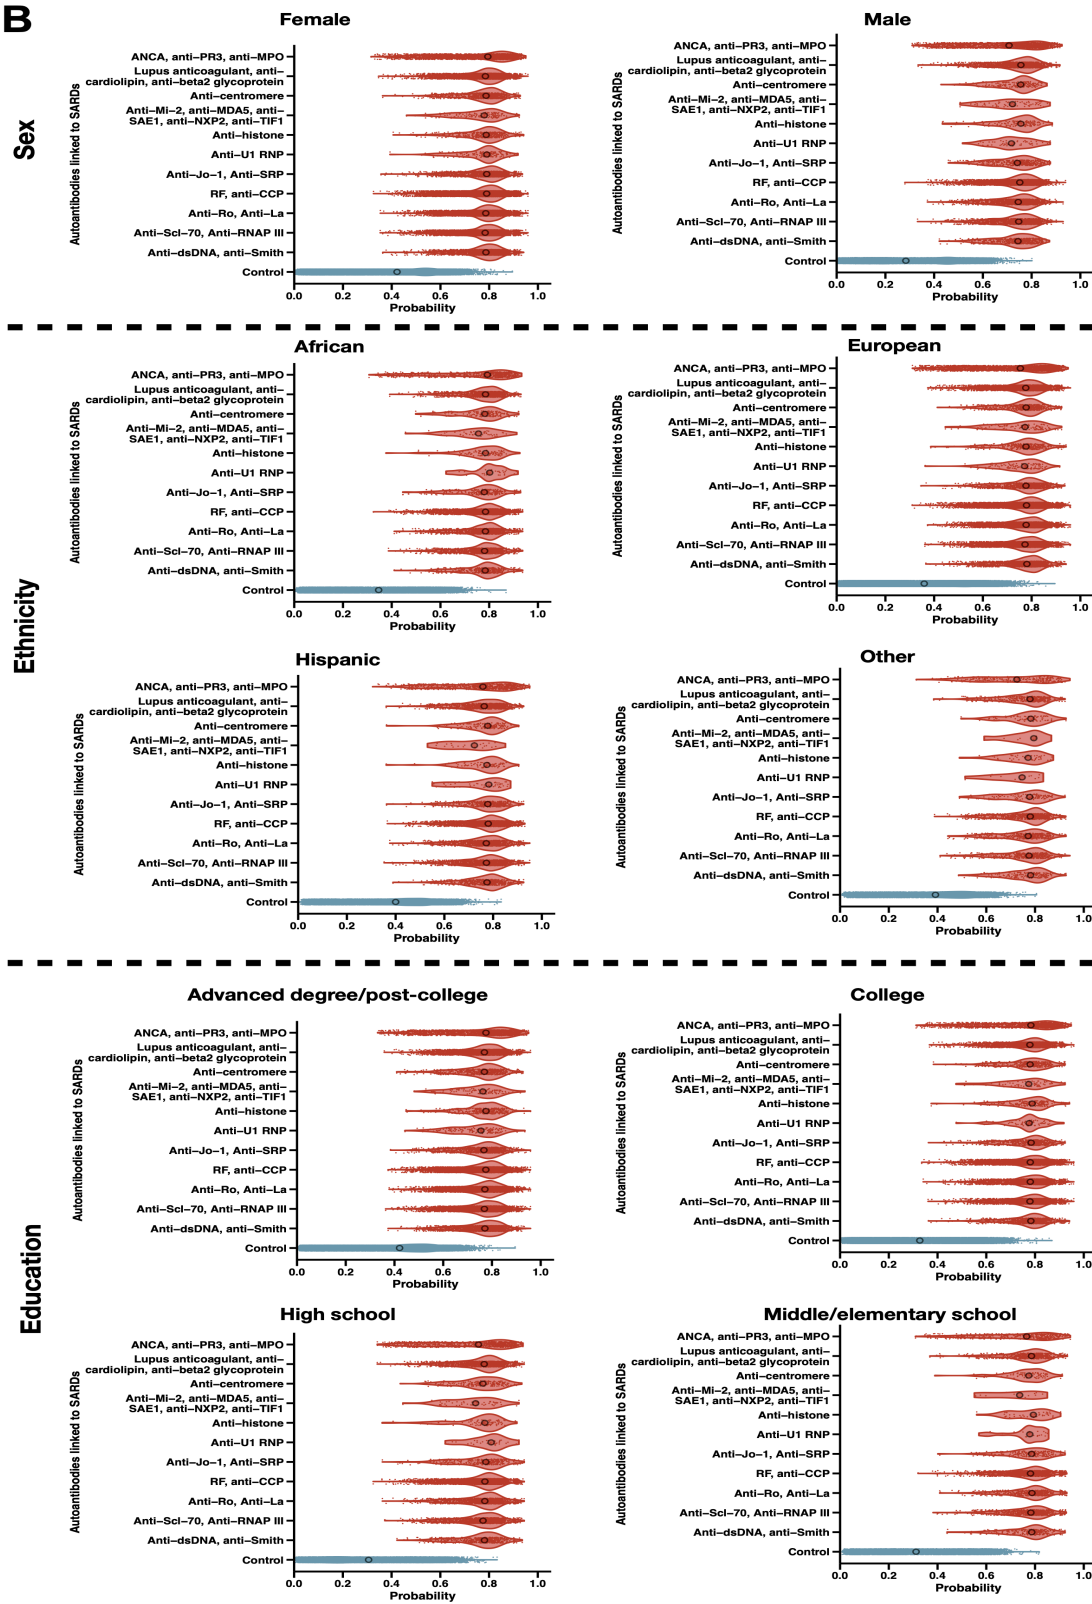 B
Sex
Female
Autoantibodies linked to SARDs
ANCA, anti–PR3, anti–MPO
Lupus anticoagulant, anti–
cardiolipin, anti–beta2 glycoprotein
Anti–centromere
Anti–Mi–2, anti–MDA5, anti–
SAE1, anti–NXP2, anti–TIF1
Anti–histone
Anti–U1 RNP
Anti–Jo–1, Anti–SRP
RF, anti–CCP
Anti–Ro, Anti–La
Anti–Scl–70, Anti–RNAP III
Anti–dsDNA, anti–Smith
Control
0.0 0.2 0.4 0.6 0.8 1.0
Probability
Male
Autoantibodies linked to SARDs
ANCA, anti–PR3, anti–MPO
Lupus anticoagulant, anti–
cardiolipin, anti–beta2 glycoprotein
Anti–centromere
Anti–Mi–2, anti–MDA5, anti–
SAE1, anti–NXP2, anti–TIF1
Anti–histone
Anti–U1 RNP
Anti–Jo–1, Anti–SRP
RF, anti–CCP
Anti–Ro, Anti–La
Anti–Scl–70, Anti–RNAP III
Anti–dsDNA, anti–Smith
Control
0.0 0.2 0.4 0.6 0.8 1.0
Probability
Ethnicity
African
Autoantibodies linked to SARDs
ANCA, anti–PR3, anti–MPO
Lupus anticoagulant, anti–
cardiolipin, anti–beta2 glycoprotein
Anti–centromere
Anti–Mi–2, anti–MDA5, anti–
SAE1, anti–NXP2, anti–TIF1
Anti–histone
Anti–U1 RNP
Anti–Jo–1, Anti–SRP
RF, anti–CCP
Anti–Ro, Anti–La
Anti–Scl–70, Anti–RNAP III
Anti–dsDNA, anti–Smith
Control
0.0 0.2 0.4 0.6 0.8 1.0
Probability
European
Autoantibodies linked to SARDs
ANCA, anti–PR3, anti–MPO
Lupus anticoagulant, anti–
cardiolipin, anti–beta2 glycoprotein
Anti–centromere
Anti–Mi–2, anti–MDA5, anti–
SAE1, anti–NXP2, anti–TIF1
Anti–histone
Anti–U1 RNP
Anti–Jo–1, Anti–SRP
RF, anti–CCP
Anti–Ro, Anti–La
Anti–Scl–70, Anti–RNAP III
Anti–dsDNA, anti–Smith
Control
0.0 0.2 0.4 0.6 0.8 1.0
Probability
Hispanic
Autoantibodies linked to SARDs
ANCA, anti–PR3, anti–MPO
Lupus anticoagulant, anti–
cardiolipin, anti–beta2 glycoprotein
Anti–centromere
Anti–Mi–2, anti–MDA5, anti–
SAE1, anti–NXP2, anti–TIF1
Anti–histone
Anti–U1 RNP
Anti–Jo–1, Anti–SRP
RF, anti–CCP
Anti–Ro, Anti–La
Anti–Scl–70, Anti–RNAP III
Anti–dsDNA, anti–Smith
Control
0.0 0.2 0.4 0.6 0.8 1.0
Probability
Other
Autoantibodies linked to SARDs
ANCA, anti–PR3, anti–MPO
Lupus anticoagulant, anti–
cardiolipin, anti–beta2 glycoprotein
Anti–centromere
Anti–Mi–2, anti–MDA5, anti–
SAE1, anti–NXP2, anti–TIF1
Anti–histone
Anti–U1 RNP
Anti–Jo–1, Anti–SRP
RF, anti–CCP
Anti–Ro, Anti–La
Anti–Scl–70, Anti–RNAP III
Anti–dsDNA, anti–Smith
Control
0.0 0.2 0.4 0.6 0.8 1.0
Probability
Education
Advanced degree/post–college
Autoantibodies linked to SARDs
ANCA, anti–PR3, anti–MPO
Lupus anticoagulant, anti–
cardiolipin, anti–beta2 glycoprotein
Anti–centromere
Anti–Mi–2, anti–MDA5, anti–
SAE1, anti–NXP2, anti–TIF1
Anti–histone
Anti–U1 RNP
Anti–Jo–1, Anti–SRP
RF, anti–CCP
Anti–Ro, Anti–La
Anti–Scl–70, Anti–RNAP III
Anti–dsDNA, anti–Smith
Control
0.0 0.2 0.4 0.6 0.8 1.0
Probability
College
Autoantibodies linked to SARDs
ANCA, anti–PR3, anti–MPO
Lupus anticoagulant, anti–
cardiolipin, anti–beta2 glycoprotein
Anti–centromere
Anti–Mi–2, anti–MDA5, anti–
SAE1, anti–NXP2, anti–TIF1
Anti–histone
Anti–U1 RNP
Anti–Jo–1, Anti–SRP
RF, anti–CCP
Anti–Ro, Anti–La
Anti–Scl–70, Anti–RNAP III
Anti–dsDNA, anti–Smith
Control
0.0 0.2 0.4 0.6 0.8 1.0
Probability
High school
Autoantibodies linked to SARDs
ANCA, anti–PR3, anti–MPO
Lupus anticoagulant, anti–
cardiolipin, anti–beta2 glycoprotein
Anti–centromere
Anti–Mi–2, anti–MDA5, anti–
SAE1, anti–NXP2, anti–TIF1
Anti–histone
Anti–U1 RNP
Anti–Jo–1, Anti–SRP
RF, anti–CCP
Anti–Ro, Anti–La
Anti–Scl–70, Anti–RNAP III
Anti–dsDNA, anti–Smith
Control
0.0 0.2 0.4 0.6 0.8 1.0
Probability
Middle/elementary school
Autoantibodies linked to SARDs
ANCA, anti–PR3, anti–MPO
Lupus anticoagulant, anti–
cardiolipin, anti–beta2 glycoprotein
Anti–centromere
Anti–Mi–2, anti–MDA5, anti–
SAE1, anti–NXP2, anti–TIF1
Anti–histone
Anti–U1 RNP
Anti–Jo–1, Anti–SRP
RF, anti–CCP
Anti–Ro, Anti–La
Anti–Scl–70, Anti–RNAP III
Anti–dsDNA, anti–Smith
Control
0.0 0.2 0.4 0.6 0.8 1.0
Probability